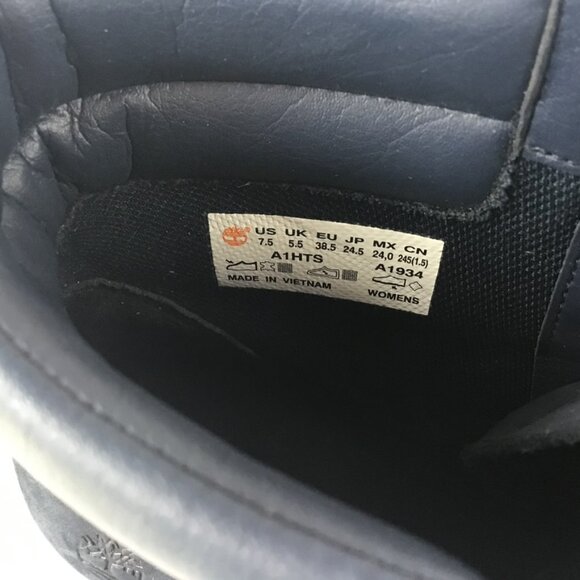 US UK EU JP MX CN
7.5 5.5 38.5 24.5 24,0 245(1.5)
A1HTS A1934
MADE IN VIETNAM WOMENS